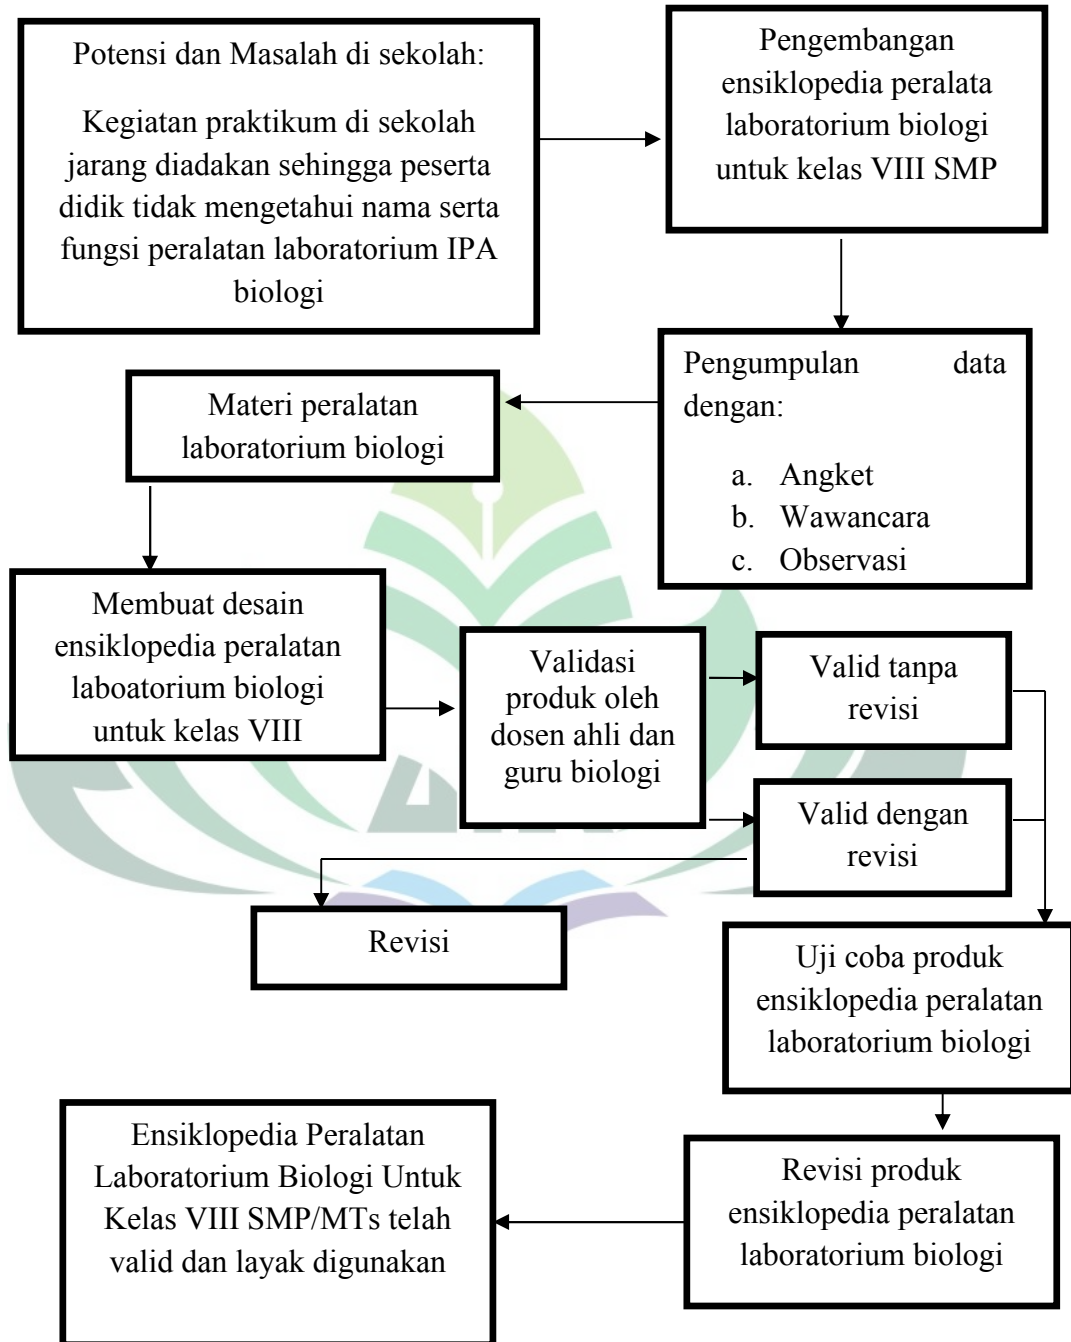 Potensi dan Masalah di sekolah:
Kegiatan praktikum di sekolah
jarang diadakan sehingga peserta
didik tidak mengetahui nama serta
fungsi peralatan laboratorium IPA
biologi
Pengembangan
ensiklopedia peralata
laboratorium biologi
untuk kelas VIII SMP
Pengumpulan data
dengan:
a. Angket
b. Wawancara
c. Observasi
Materi peralatan
laboratorium biologi
Membuat desain
ensiklopedia peralatan
laboatorium biologi
untuk kelas VIII
Validasi
produk oleh
dosen ahli dan
guru biologi
Valid tanpa
revisi
Valid dengan
revisi
Revisi
Uji coba produk
ensiklopedia peralatan
laboratorium biologi
Revisi produk
ensiklopedia peralatan
laboratorium biologi
Ensiklopedia Peralatan
Laboratorium Biologi Untuk
Kelas VIII SMP/MTs telah
valid dan layak digunakan